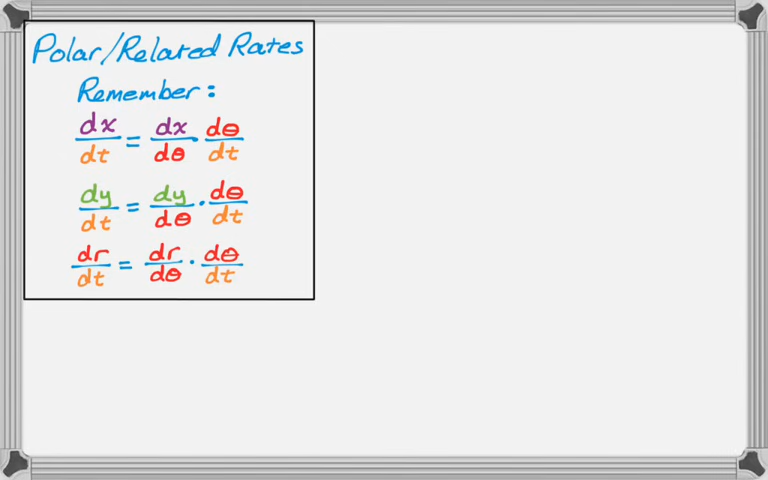 Polar/Related Rates
Remember:
dx/dt = dx/dθ · dθ/dt
dy/dt = dy/dθ · dθ/dt
dr/dt = dr/dθ · dθ/dt